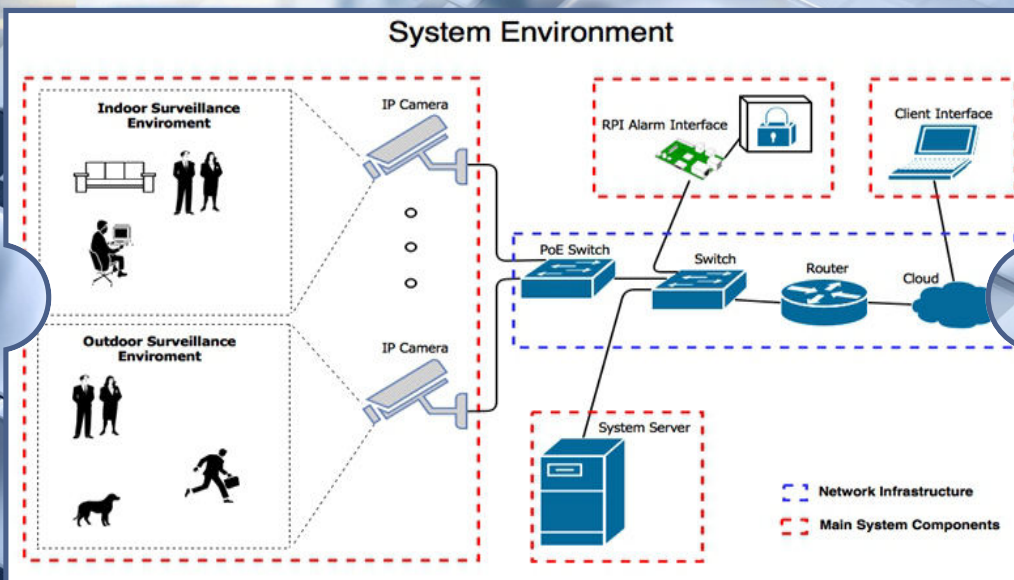 System Environment
Indoor Surveillance
Enviroment
IP Camera
RPI Alarm Interface
Client Interface
PoE Switch
Switch
Router
Cloud
Outdoor Surveillance
Enviroment
IP Camera
System Server
Network Infrastructure
Main System Components